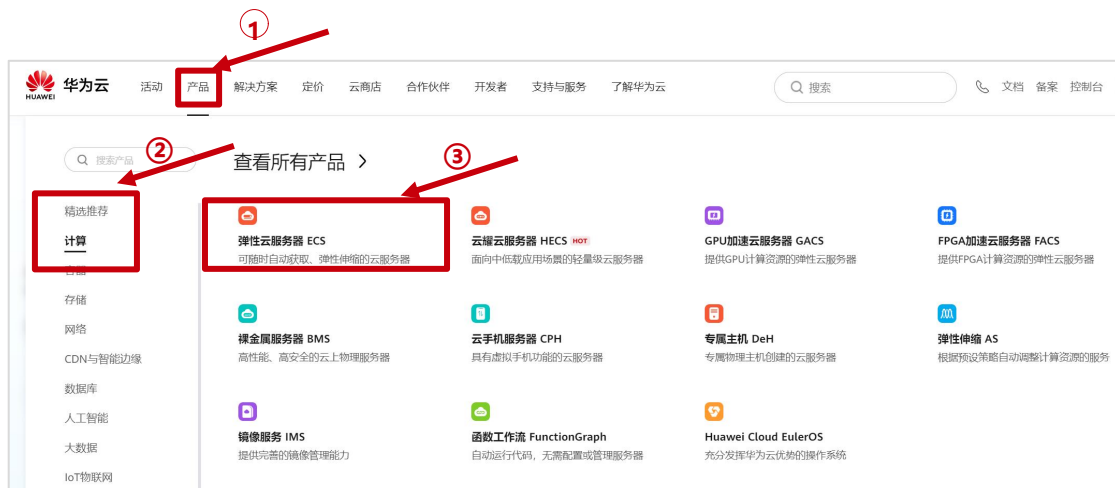 ①
HUAWEI 华为云 活动 产品 解决方案 定价 云商店 合作伙伴 开发者 支持与服务 了解华为云 搜索 文档 备案 控制台
搜索产品 ② 查看所有产品 > ③
精选推荐
计算
容器
存储
网络
CDN与智能边缘
数据库
人工智能
大数据
IoT物联网
弹性云服务器 ECS
可随时自动获取、弹性伸缩的云服务器
云耀云服务器 HECS HOT
面向中低载应用场景的轻量级云服务器
GPU加速云服务器 GACS
提供GPU计算资源的弹性云服务器
FPGA加速云服务器 FACS
提供FPGA计算资源的弹性云服务器
裸金属服务器 BMS
高性能、高安全的云上物理服务器
云手机服务器 CPH
具有虚拟手机功能的云服务器
专属主机 DeH
专属物理主机创建的云服务器
弹性伸缩 AS
根据预设策略自动调整计算资源的服务
镜像服务 IMS
提供完善的镜像管理能力
函数工作流 FunctionGraph
自动运行代码，无需配置或管理服务器
Huawei Cloud EulerOS
充分发挥华为云优势的操作系统